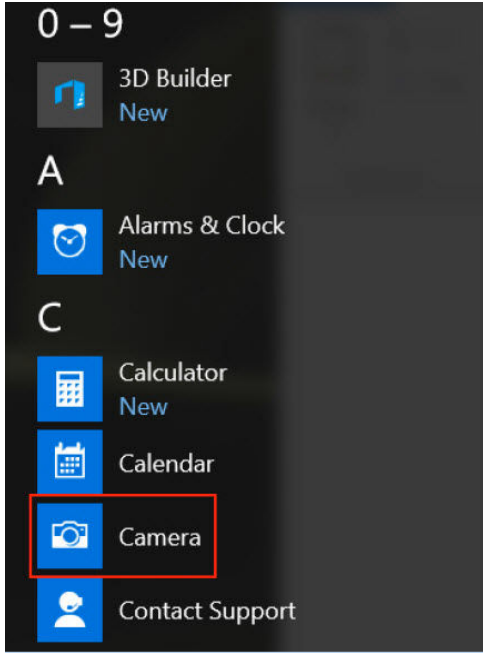 0 – 9
3D Builder
New
A
Alarms & Clock
New
C
Calculator
New
Calendar
Camera
Contact Support